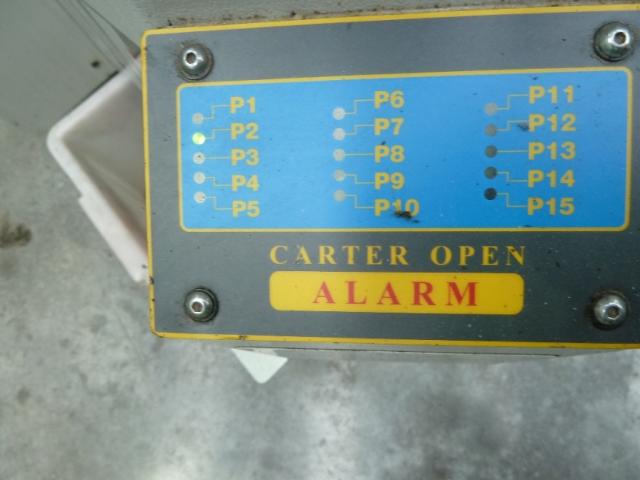 P1 P6 P11
P2 P7 P12
P3 P8 P13
P4 P9 P14
P5 P10 P15
CARTER OPEN
ALARM